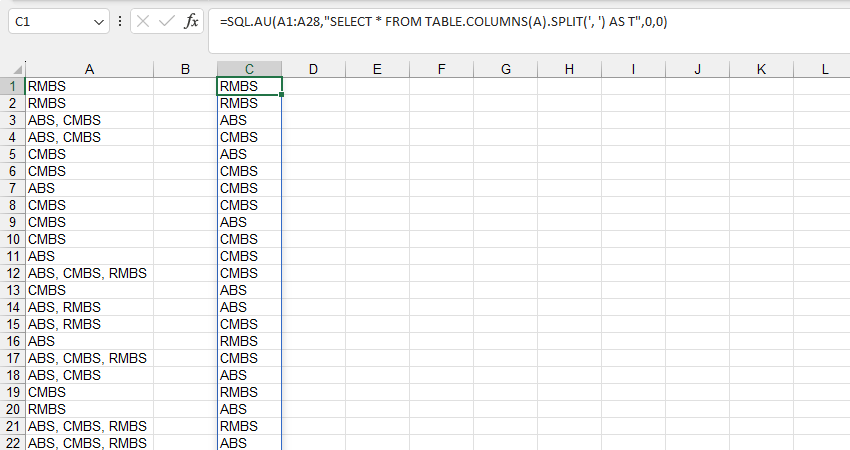 C1 fx =SQL.AU(A1:A28,"SELECT * FROM TABLE.COLUMNS(A).SPLIT(', ') AS T",0,0)
A B C D E F G H I J K L
1 RMBS RMBS
2 RMBS RMBS
3 ABS, CMBS ABS
4 ABS, CMBS CMBS
5 CMBS ABS
6 CMBS CMBS
7 ABS CMBS
8 CMBS CMBS
9 CMBS ABS
10 CMBS CMBS
11 ABS CMBS
12 ABS, CMBS, RMBS CMBS
13 CMBS ABS
14 ABS, RMBS ABS
15 ABS, RMBS CMBS
16 ABS RMBS
17 ABS, CMBS, RMBS CMBS
18 ABS, CMBS ABS
19 CMBS RMBS
20 RMBS ABS
21 ABS, CMBS, RMBS RMBS
22 ABS, CMBS, RMBS ABS